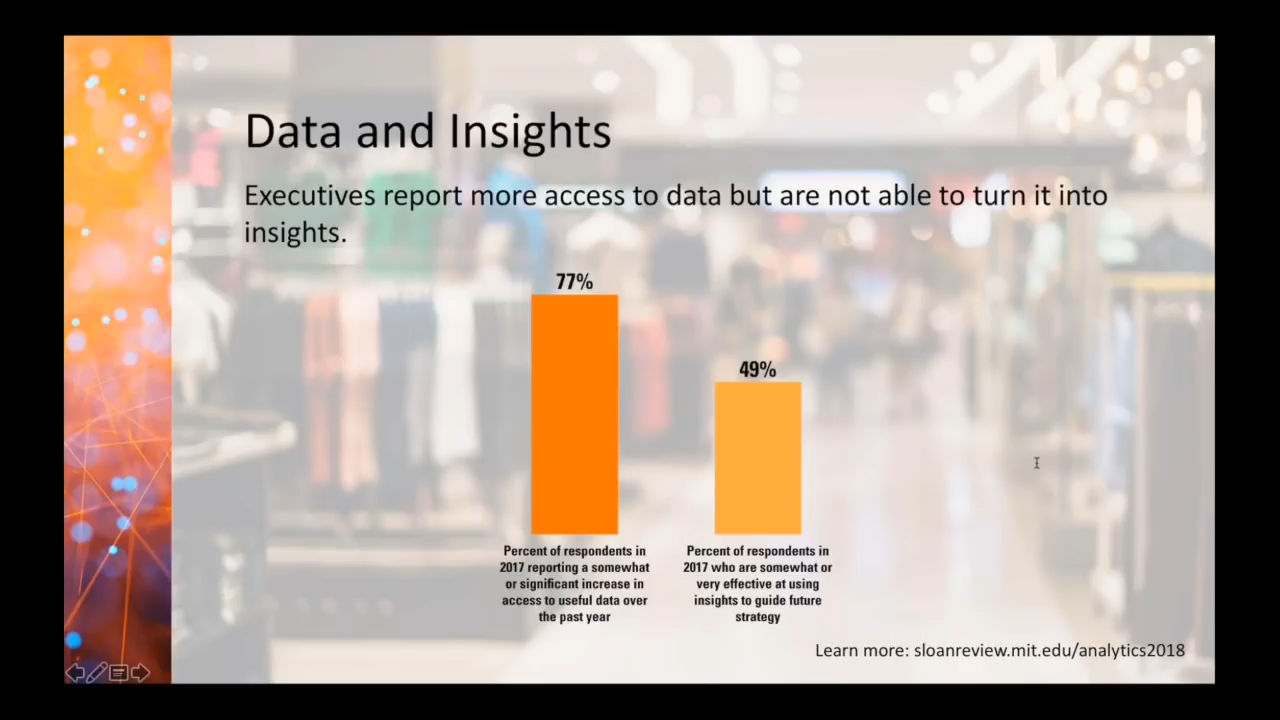 Data and Insights
Executives report more access to data but are not able to turn it into
insights.
77%
Percent of respondents in
2017 reporting a somewhat
or significant increase in
access to useful data over
the past year
49%
Percent of respondents in
2017 who are somewhat or
very effective at using
insights to guide future
strategy
Learn more: sloanreview.mit.edu/analytics2018